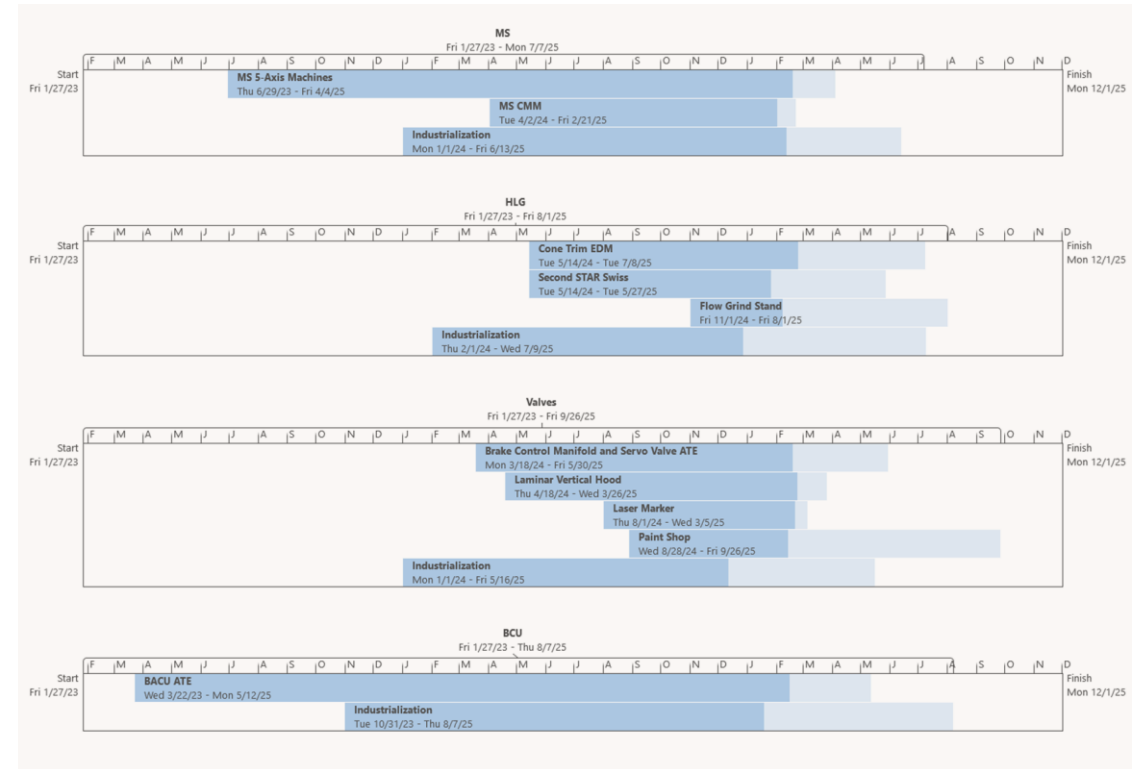 MS
Fri 1/27/23 - Mon 7/7/25
F M A M J J A S O N D J F M A M J J A S O N D J F M A M J J A S O N D
Start
Fri 1/27/23
Finish
Mon 12/1/25
MS 5-Axis Machines
Thu 6/29/23 - Fri 4/4/25
MS CMM
Tue 4/2/24 - Fri 2/21/25
Industrialization
Mon 1/1/24 - Fri 6/13/25
HLG
Fri 1/27/23 - Fri 8/1/25
F M A M J J A S O N D J F M A M J J A S O N D J F M A M J J A S O N D
Start
Fri 1/27/23
Finish
Mon 12/1/25
Cone Trim EDM
Tue 5/14/24 - Tue 7/8/25
Second STAR Swiss
Tue 5/14/24 - Tue 5/27/25
Flow Grind Stand
Fri 11/1/24 - Fri 8/1/25
Industrialization
Thu 2/1/24 - Wed 7/9/25
Valves
Fri 1/27/23 - Fri 9/26/25
F M A M J J A S O N D J F M A M J J A S O N D J F M A M J J A S O N D
Start
Fri 1/27/23
Finish
Mon 12/1/25
Brake Control Manifold and Servo Valve ATE
Mon 3/18/24 - Fri 5/30/25
Laminar Vertical Hood
Thu 4/18/24 - Wed 3/26/25
Laser Marker
Thu 8/1/24 - Wed 3/5/25
Paint Shop
Wed 8/28/24 - Fri 9/26/25
Industrialization
Mon 1/1/24 - Fri 5/16/25
BCU
Fri 1/27/23 - Thu 8/7/25
F M A M J J A S O N D J F M A M J J A S O N D J F M A M J J A S O N D
Start
Fri 1/27/23
Finish
Mon 12/1/25
BACU ATE
Wed 3/22/23 - Mon 5/12/25
Industrialization
Tue 10/31/23 - Thu 8/7/25